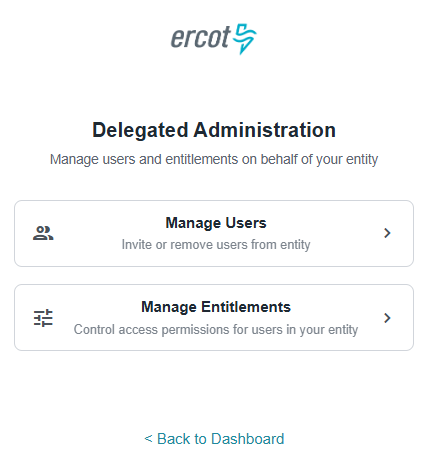 ercot
Delegated Administration
Manage users and entitlements on behalf of your entity
Manage Users
Invite or remove users from entity
Manage Entitlements
Control access permissions for users in your entity
< Back to Dashboard